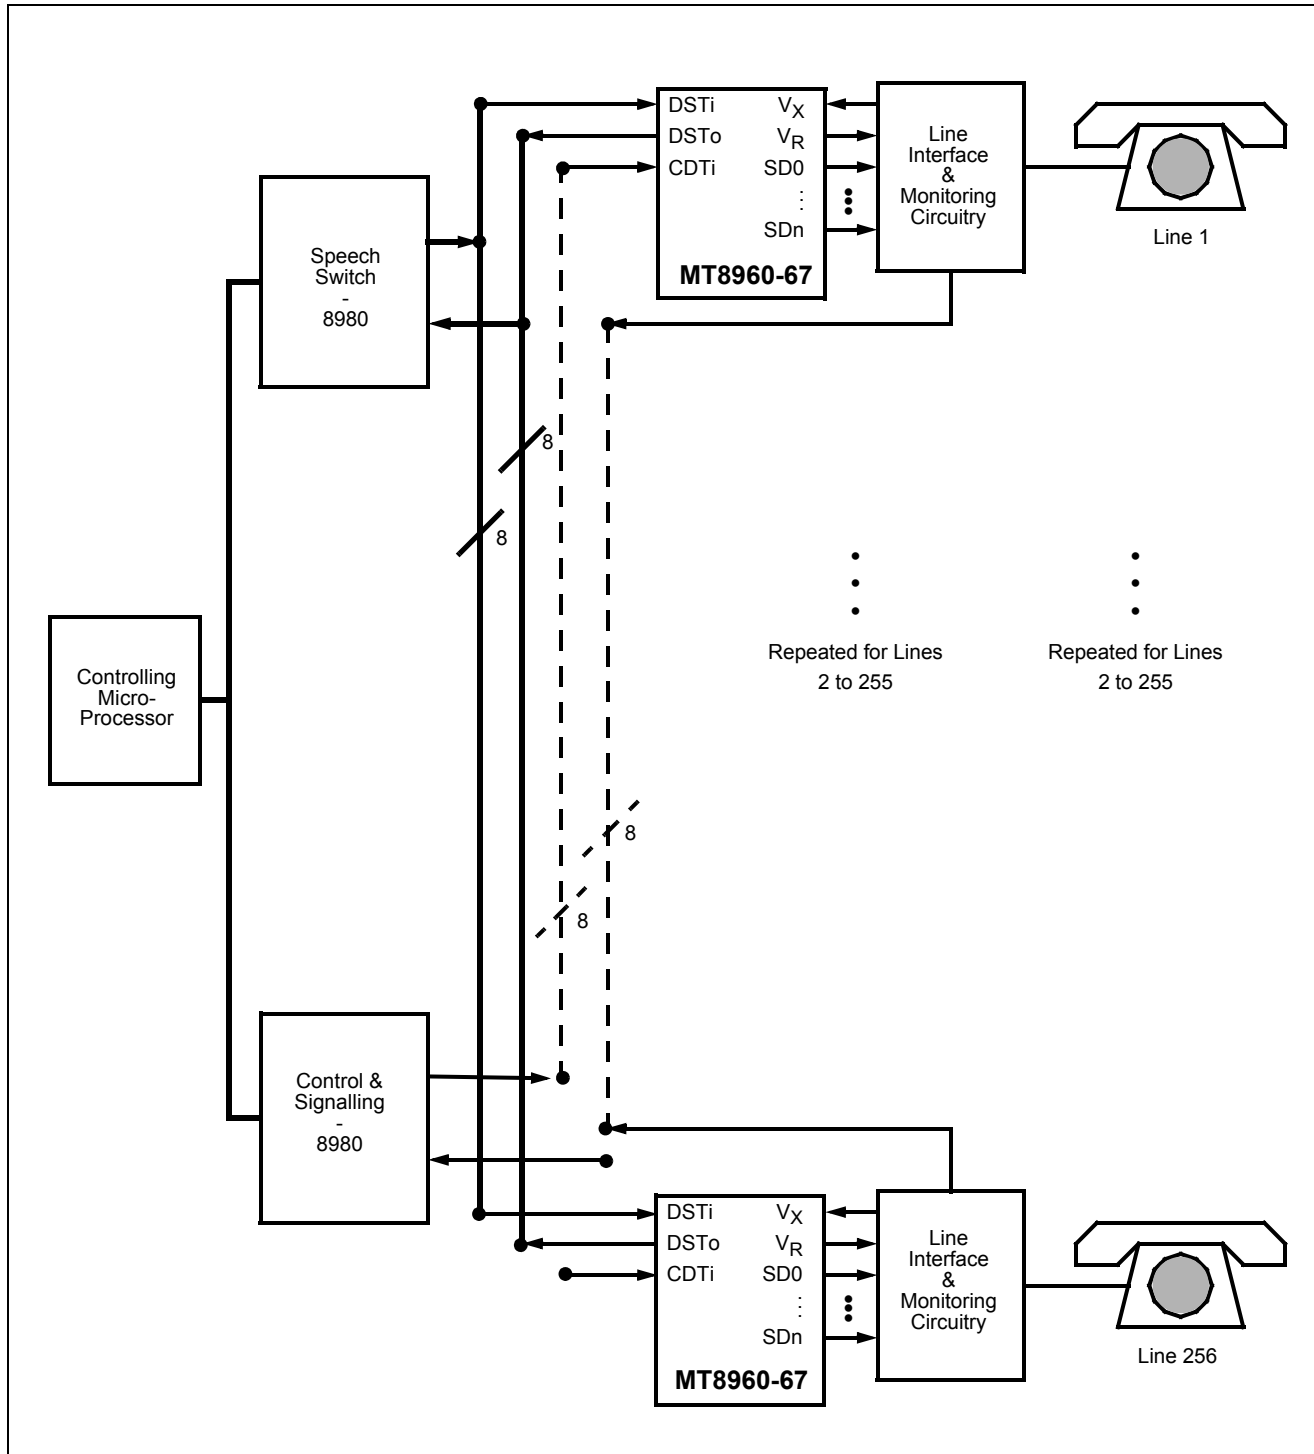 DSTi VX
DSTo VR
CDTi SD0
SDn
MT8960-67
Line
Interface
&
Monitoring
Circuitry
Line 1
Speech
Switch
-
8980
8
8
Repeated for Lines
2 to 255
Repeated for Lines
2 to 255
Controlling
Micro-
Processor
8
8
Control &
Signalling
-
8980
DSTi VX
DSTo VR
CDTi SD0
SDn
MT8960-67
Line
Interface
&
Monitoring
Circuitry
Line 256